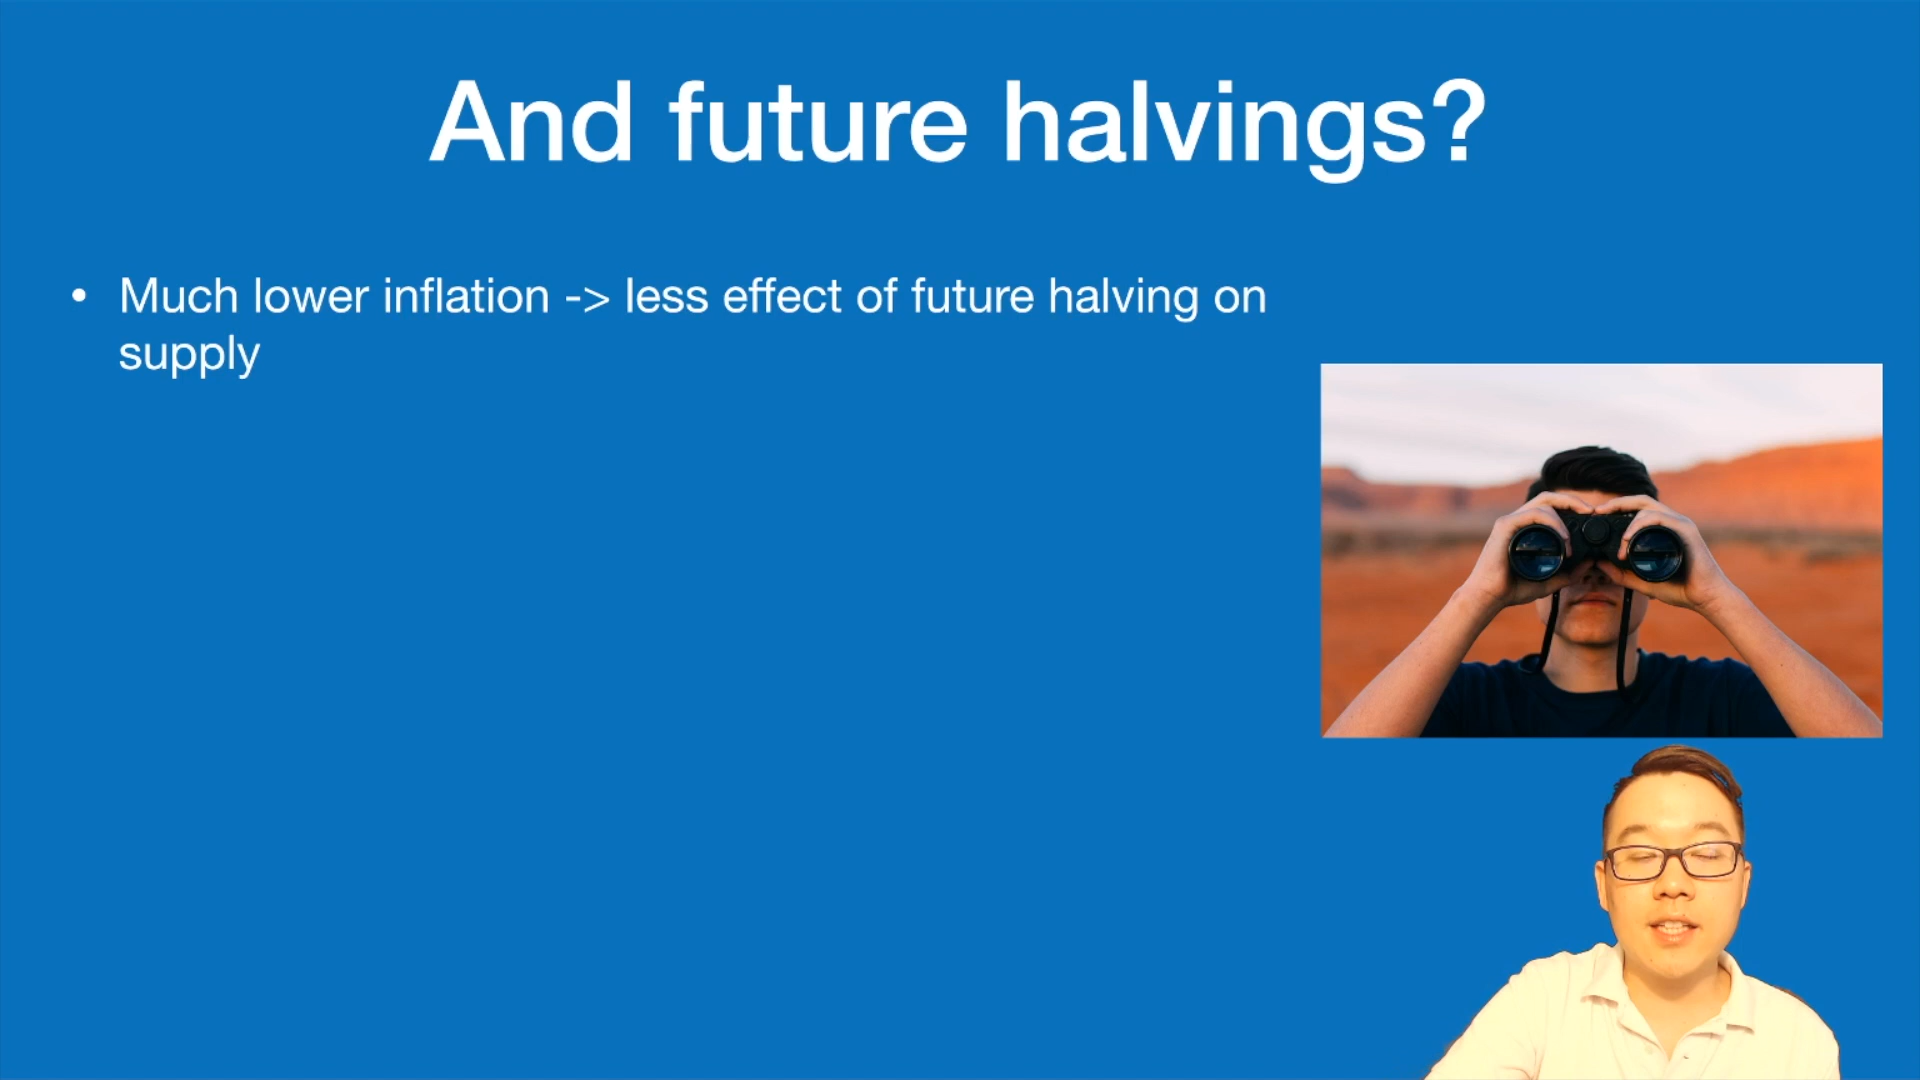 And future halvings?
• Much lower inflation -> less effect of future halving on
supply